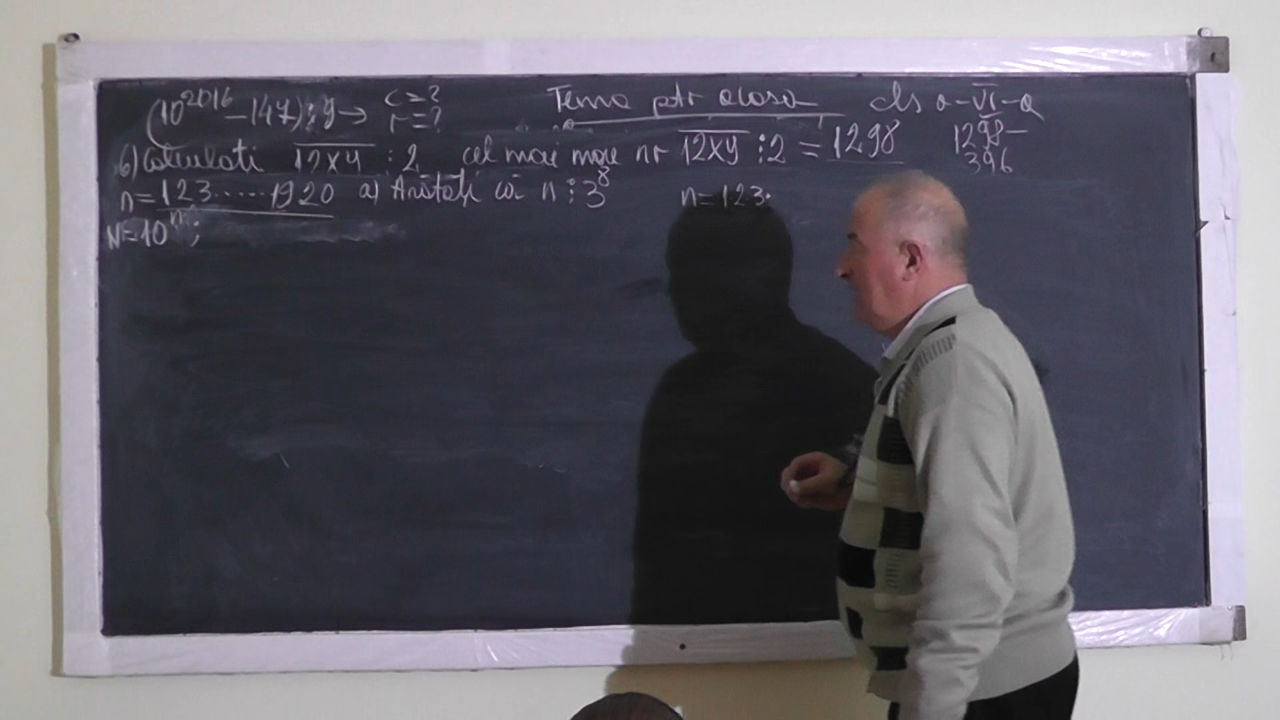 (10^2016 - 147) : 9 → c = ? r = ?
Tema ptr acasa cls a-VI-a
6) Calculati 12xy : 2 cel mai mare nr 12xy ⋮ 2 = 1298
1298-
396
n = 123......1920 a) Aratati că n ⋮ 3^8 n = 123.
N = 10^n ;